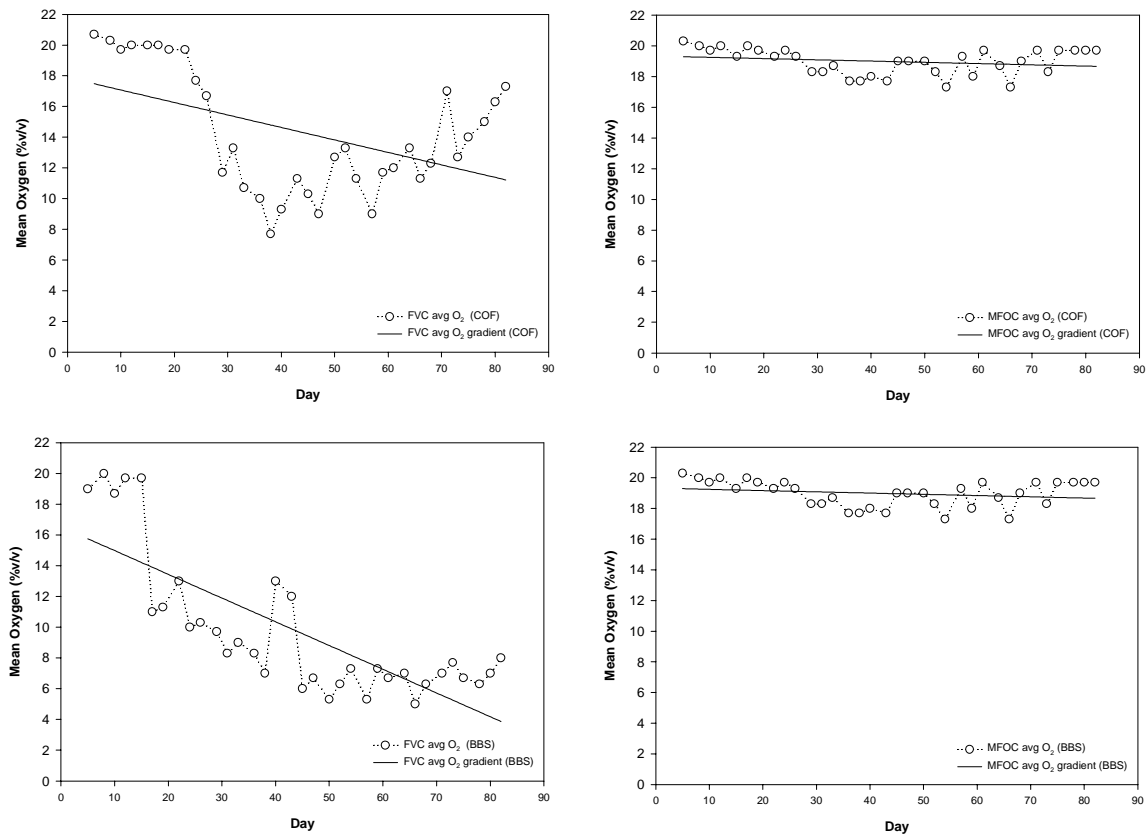 22
20
18
16
14
12
10
8
6
4
2
0
Mean Oxygen (%v/v)
FVC avg O₂ (COF)
FVC avg O₂ gradient (COF)
0 10 20 30 40 50 60 70 80 90
Day
22
20
18
16
14
12
10
8
6
4
2
0
Mean Oxygen (%v/v)
MFOC avg O₂ (COF)
MFOC avg O₂ gradient (COF)
0 10 20 30 40 50 60 70 80 90
Day
22
20
18
16
14
12
10
8
6
4
2
0
Mean Oxygen (%v/v)
FVC avg O₂ (BBS)
FVC avg O₂ gradient (BBS)
0 10 20 30 40 50 60 70 80 90
Day
22
20
18
16
14
12
10
8
6
4
2
0
Mean Oxygen (%v/v)
MFOC avg O₂ (BBS)
MFOC avg O₂ gradient (BBS)
0 10 20 30 40 50 60 70 80 90
Day